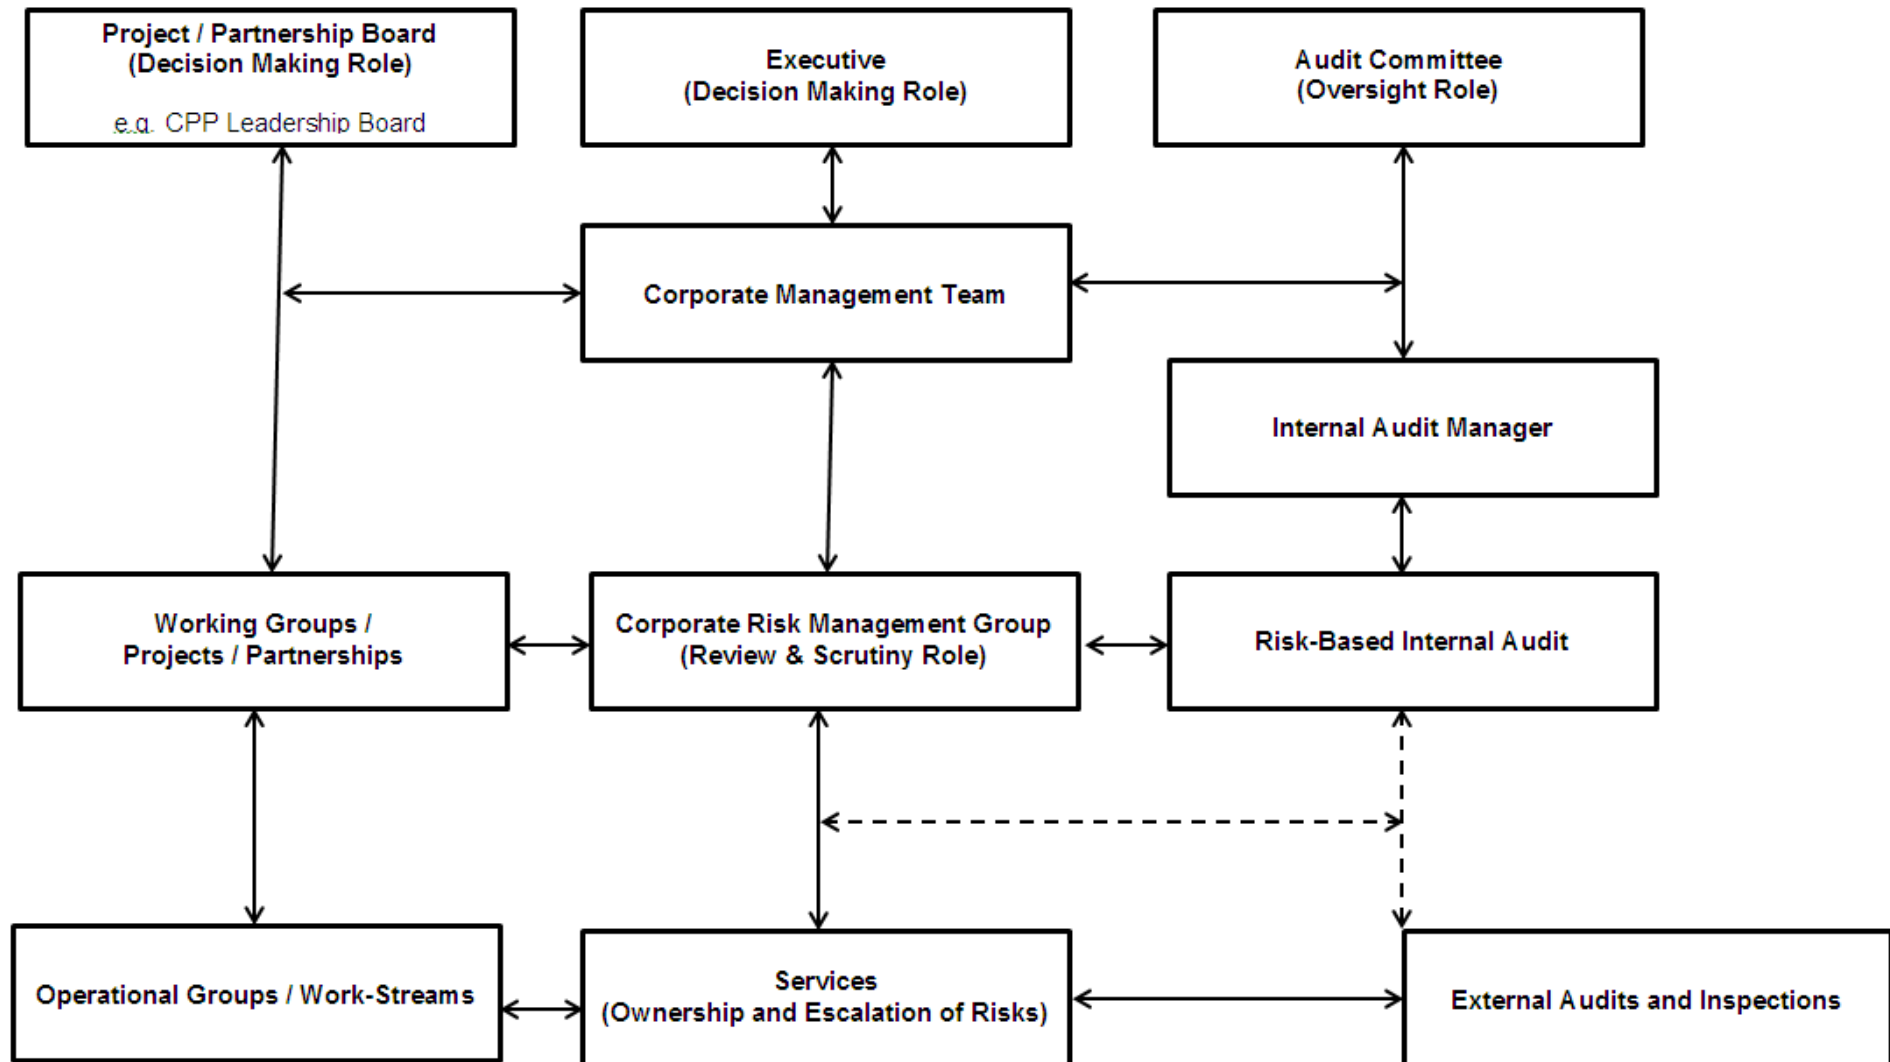 Project / Partnership Board
(Decision Making Role)
e.g. CPP Leadership Board
Executive
(Decision Making Role)
Audit Committee
(Oversight Role)
Corporate Management Team
Internal Audit Manager
Working Groups /
Projects / Partnerships
Corporate Risk Management Group
(Review & Scrutiny Role)
Risk-Based Internal Audit
Operational Groups / Work-Streams
Services
(Ownership and Escalation of Risks)
External Audits and Inspections